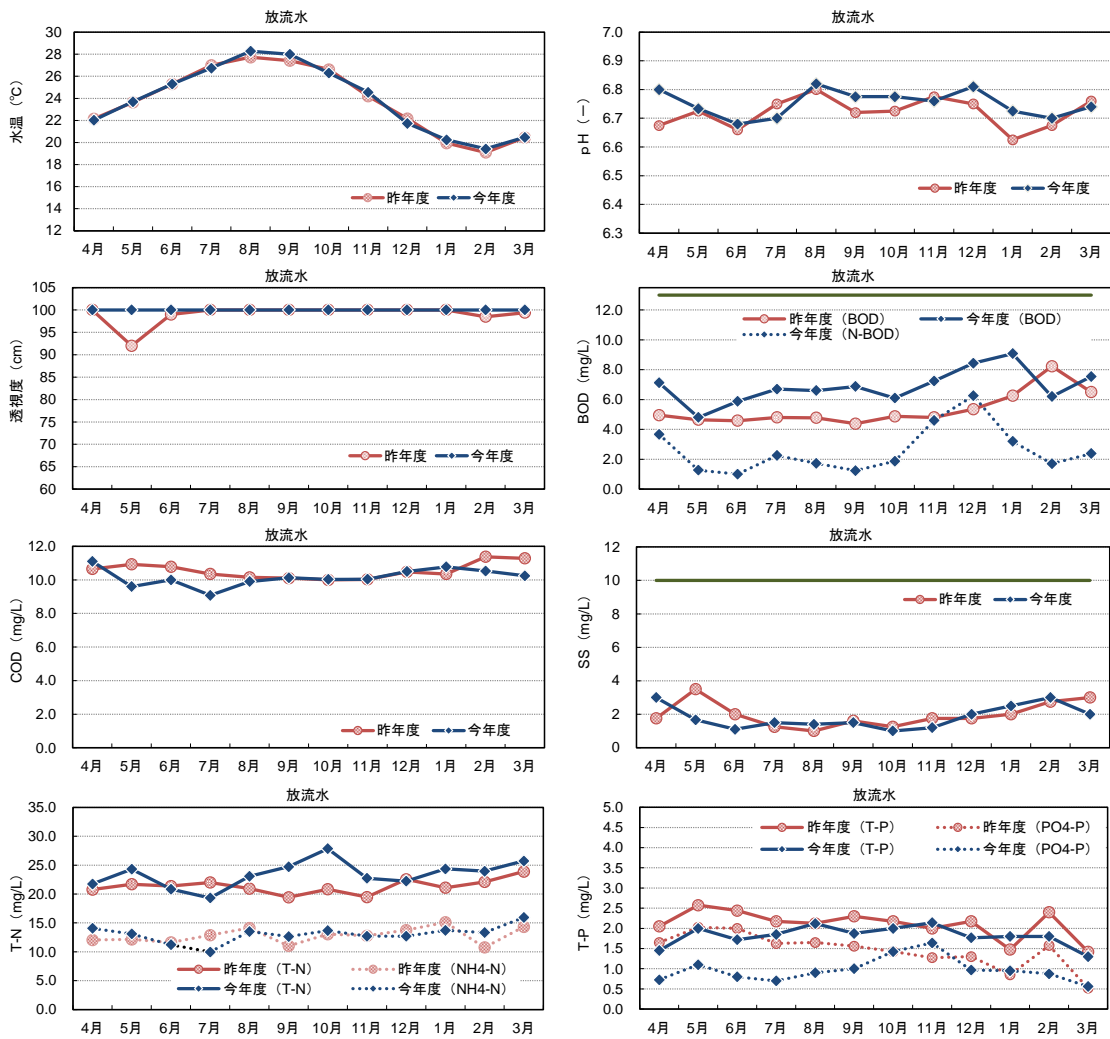 放流水
水温 (℃)
30
28
26
24
22
20
18
16
14
12
昨年度 今年度
4月 5月 6月 7月 8月 9月 10月 11月 12月 1月 2月 3月
放流水
pH (−)
7.0
6.9
6.8
6.7
6.6
6.5
6.4
6.3
昨年度 今年度
4月 5月 6月 7月 8月 9月 10月 11月 12月 1月 2月 3月
放流水
透視度 (cm)
105
100
95
90
85
80
75
70
65
60
昨年度 今年度
4月 5月 6月 7月 8月 9月 10月 11月 12月 1月 2月 3月
放流水
BOD (mg/L)
12.0
10.0
8.0
6.0
4.0
2.0
0.0
昨年度 (BOD) 今年度 (BOD)
今年度 (N-BOD)
4月 5月 6月 7月 8月 9月 10月 11月 12月 1月 2月 3月
放流水
COD (mg/L)
12.0
10.0
8.0
6.0
4.0
2.0
0.0
昨年度 今年度
4月 5月 6月 7月 8月 9月 10月 11月 12月 1月 2月 3月
放流水
SS (mg/L)
12
10
8
6
4
2
0
昨年度 今年度
4月 5月 6月 7月 8月 9月 10月 11月 12月 1月 2月 3月
放流水
T-N (mg/L)
35.0
30.0
25.0
20.0
15.0
10.0
5.0
0.0
昨年度 (T-N) 昨年度 (NH4-N)
今年度 (T-N) 今年度 (NH4-N)
4月 5月 6月 7月 8月 9月 10月 11月 12月 1月 2月 3月
放流水
T-P (mg/L)
5.0
4.5
4.0
3.5
3.0
2.5
2.0
1.5
1.0
0.5
0.0
昨年度 (T-P) 昨年度 (PO4-P)
今年度 (T-P) 今年度 (PO4-P)
4月 5月 6月 7月 8月 9月 10月 11月 12月 1月 2月 3月